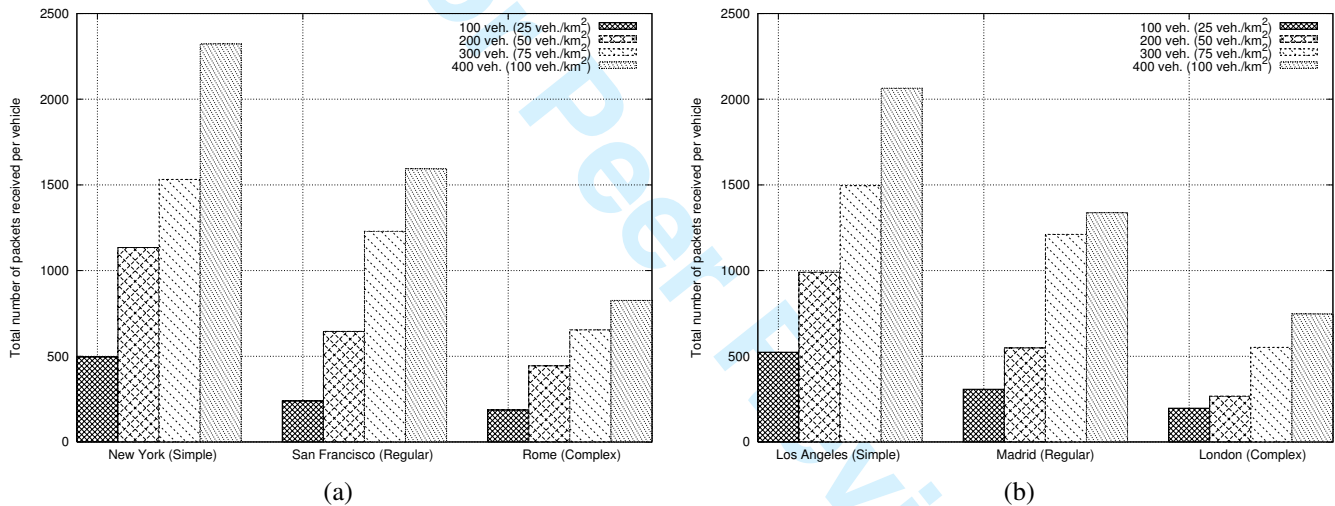 2500
2000
1500
1000
500
0
Total number of packets received per vehicle
100 veh. (25 veh./km²)
200 veh. (50 veh./km²)
300 veh. (75 veh./km²)
400 veh. (100 veh./km²)
New York (Simple)
San Francisco (Regular)
Rome (Complex)
(a)
2500
2000
1500
1000
500
0
Total number of packets received per vehicle
100 veh. (25 veh./km²)
200 veh. (50 veh./km²)
300 veh. (75 veh./km²)
400 veh. (100 veh./km²)
Los Angeles (Simple)
Madrid (Regular)
London (Complex)
(b)
Peer